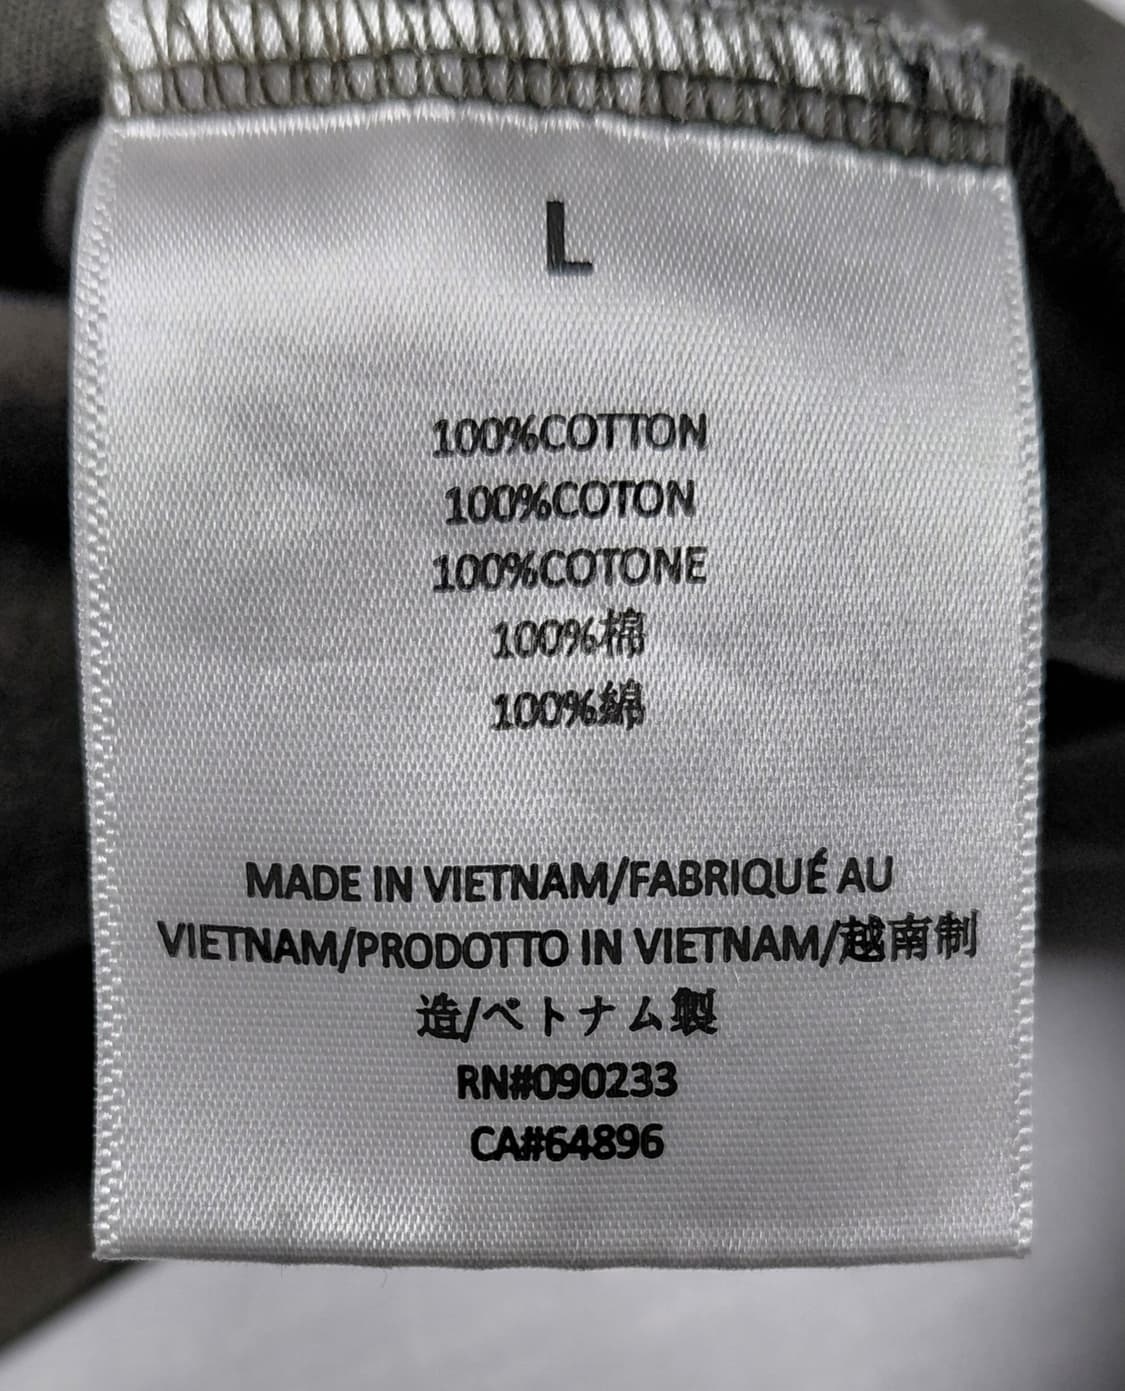 L
100%COTTON
100%COTON
100%COTONE
100%棉
100%綿
MADE IN VIETNAM/FABRIQUÉ AU
VIETNAM/PRODOTTO IN VIETNAM/越南制
造/ベトナム製
RN#090233
CA#64896